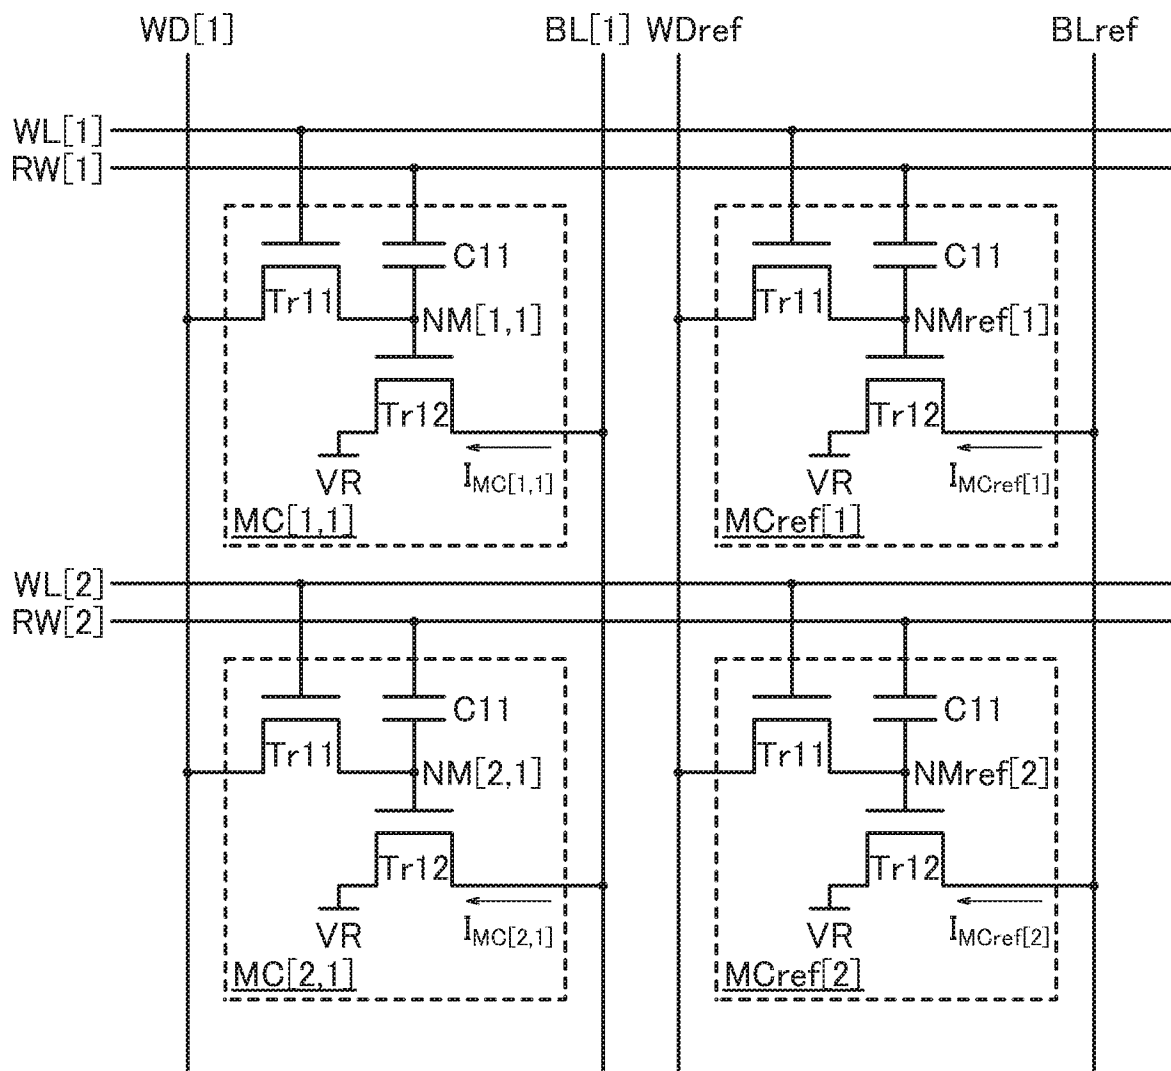 WD[1] BL[1] WDref BLref
WL[1]
RW[1]
C11 C11
Tr11 NM[1,1] Tr11 NMref[1]
Tr12 Tr12
VR I_MC[1,1] VR I_MCref[1]
MC[1,1] MCref[1]
WL[2]
RW[2]
C11 C11
Tr11 NM[2,1] Tr11 NMref[2]
Tr12 Tr12
VR I_MC[2,1] VR I_MCref[2]
MC[2,1] MCref[2]